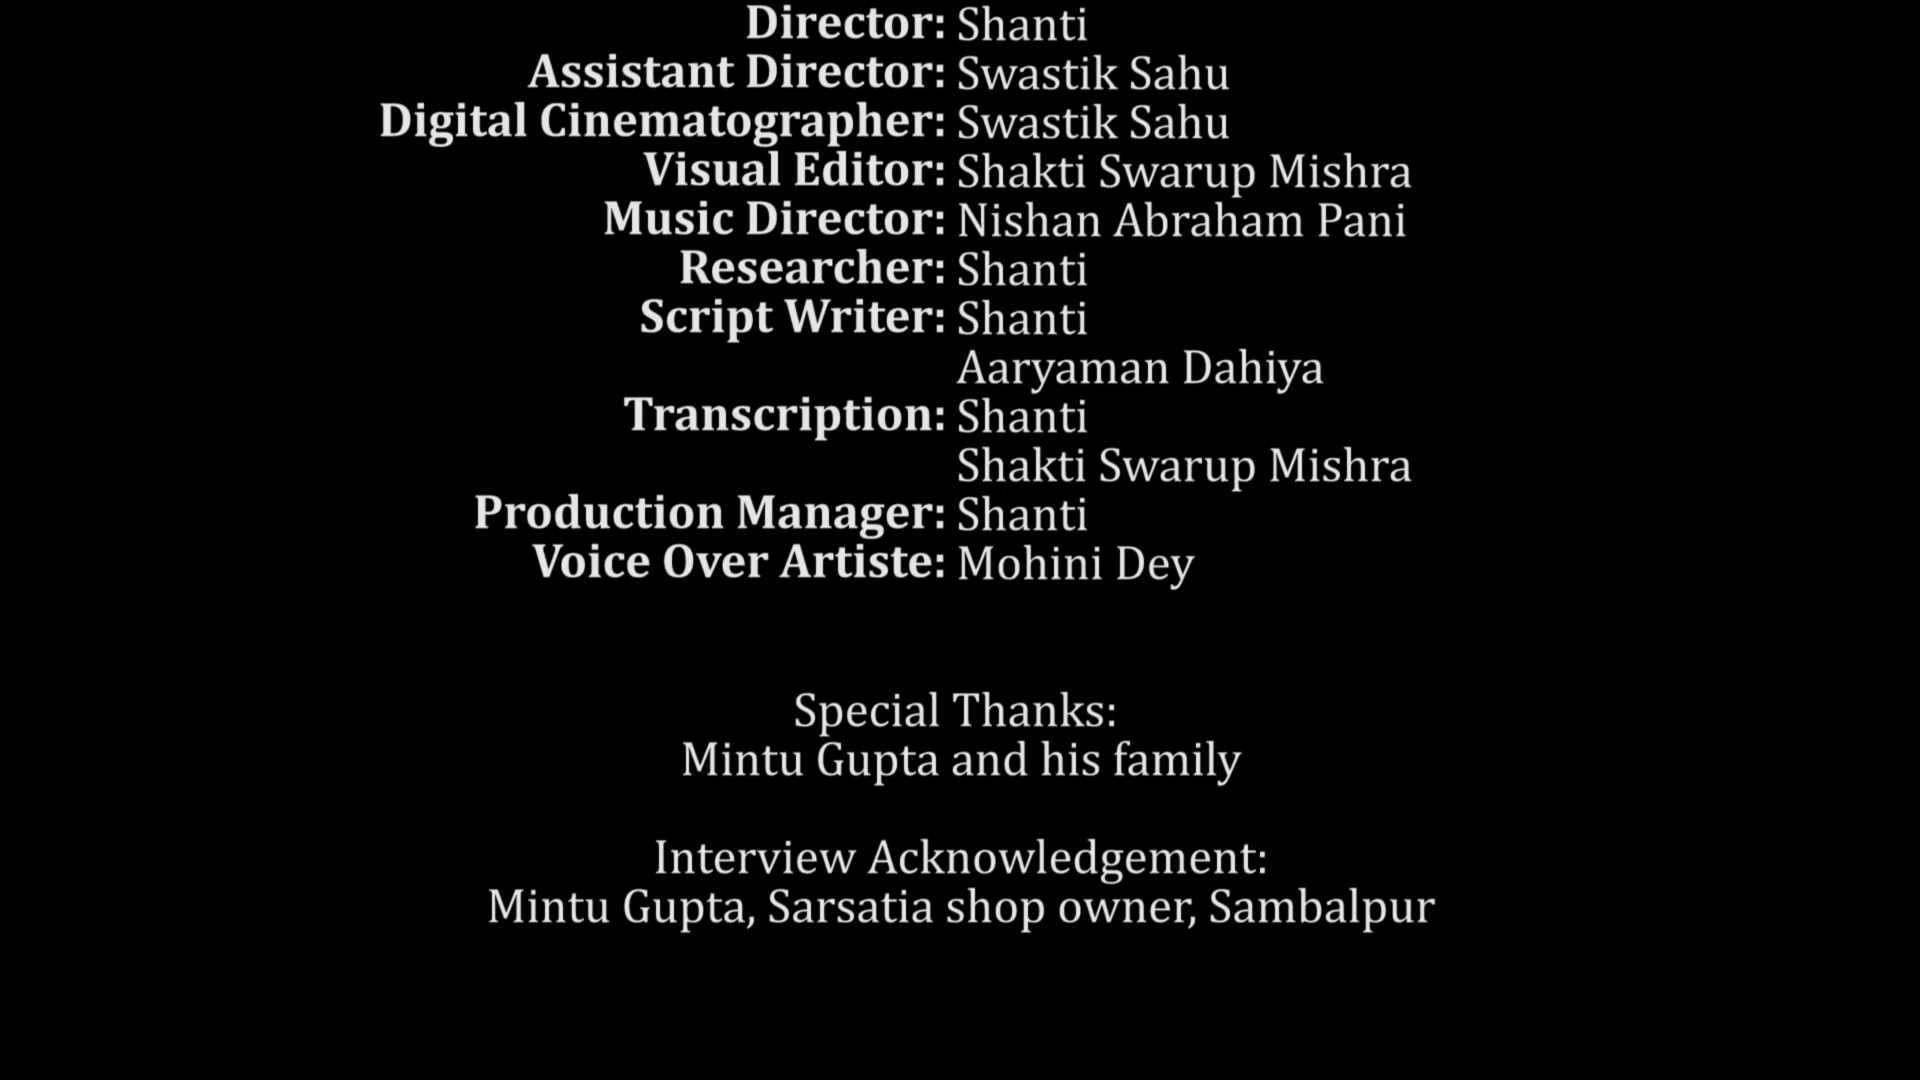 Director: Shanti
Assistant Director: Swastik Sahu
Digital Cinematographer: Swastik Sahu
Visual Editor: Shakti Swarup Mishra
Music Director: Nishan Abraham Pani
Researcher: Shanti
Script Writer: Shanti
Aaryaman Dahiya
Transcription: Shanti
Shakti Swarup Mishra
Production Manager: Shanti
Voice Over Artiste: Mohini Dey
Special Thanks:
Mintu Gupta and his family
Interview Acknowledgement:
Mintu Gupta, Sarsatia shop owner, Sambalpur